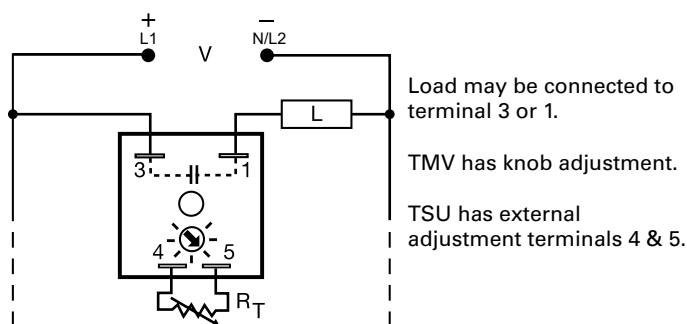 +
−
L1
V
N/L2
L
3
1
4
5
RT
Load may be connected to
terminal 3 or 1.
TMV has knob adjustment.
TSU has external
adjustment terminals 4 & 5.